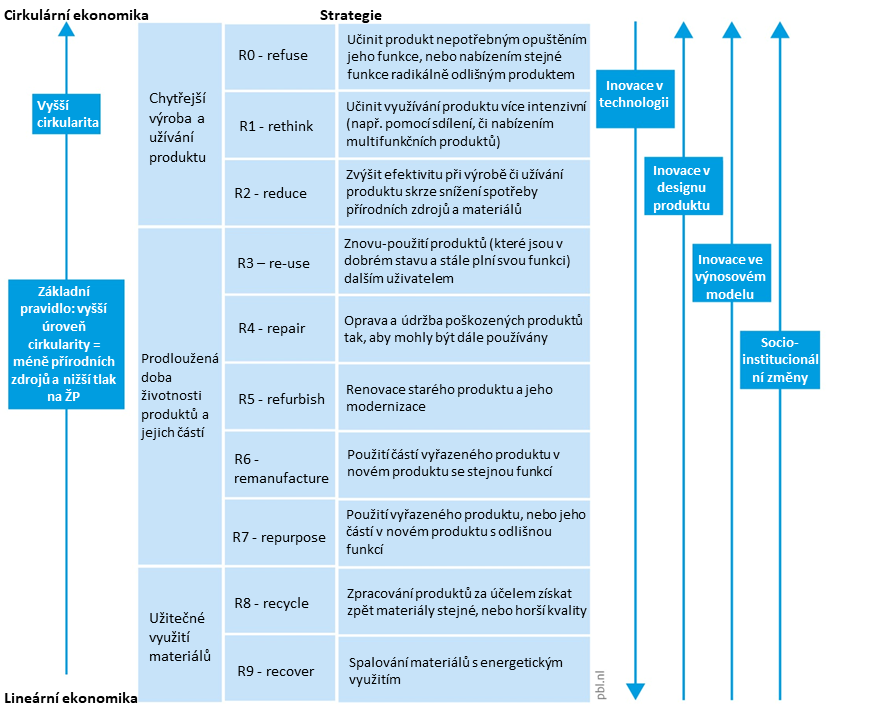 Cirkulární ekonomika
Strategie
Vyšší
cirkularita
Základní
pravidlo: vyšší
úroveň
cirkularity =
méně přírodních
zdrojů a nižší tlak
na ŽP
Lineární ekonomika
Chytřejší
výroba a
užívání
produktu
R0 - refuse
Učinit produkt nepotřebným opuštěním
jeho funkce, nebo nabízením stejné
funkce radikálně odlišným produktem
R1 - rethink
Učinit využívání produktu více intenzivní
(např. pomocí sdílení, či nabízením
multifunkčních produktů)
R2 - reduce
Zvýšit efektivitu při výrobě či užívání
produktu skrze snížení spotřeby
přírodních zdrojů a materiálů
Prodloužená
doba
životnosti
produktů a
jejich částí
R3 – re-use
Znovu-použití produktů (které jsou v
dobrém stavu a stále plní svou funkci)
dalším uživatelem
R4 - repair
Oprava a údržba poškozených produktů
tak, aby mohly být dále používány
R5 - refurbish
Renovace starého produktu a jeho
modernizace
R6 -
remanufacture
Použití částí vyřazeného produktu v
novém produktu se stejnou funkcí
R7 - repurpose
Použití vyřazeného produktu, nebo jeho
částí v novém produktu s odlišnou
funkcí
Užitečné
využití
materiálů
R8 - recycle
Zpracování produktů za účelem získat
zpět materiály stejné, nebo horší kvality
R9 - recover
Spalování materiálů s energetickým
využitím
pbl.nl
Inovace v
technologii
Inovace v
designu
produktu
Inovace ve
výnosovém
modelu
Socio-
institucionál
ní změny